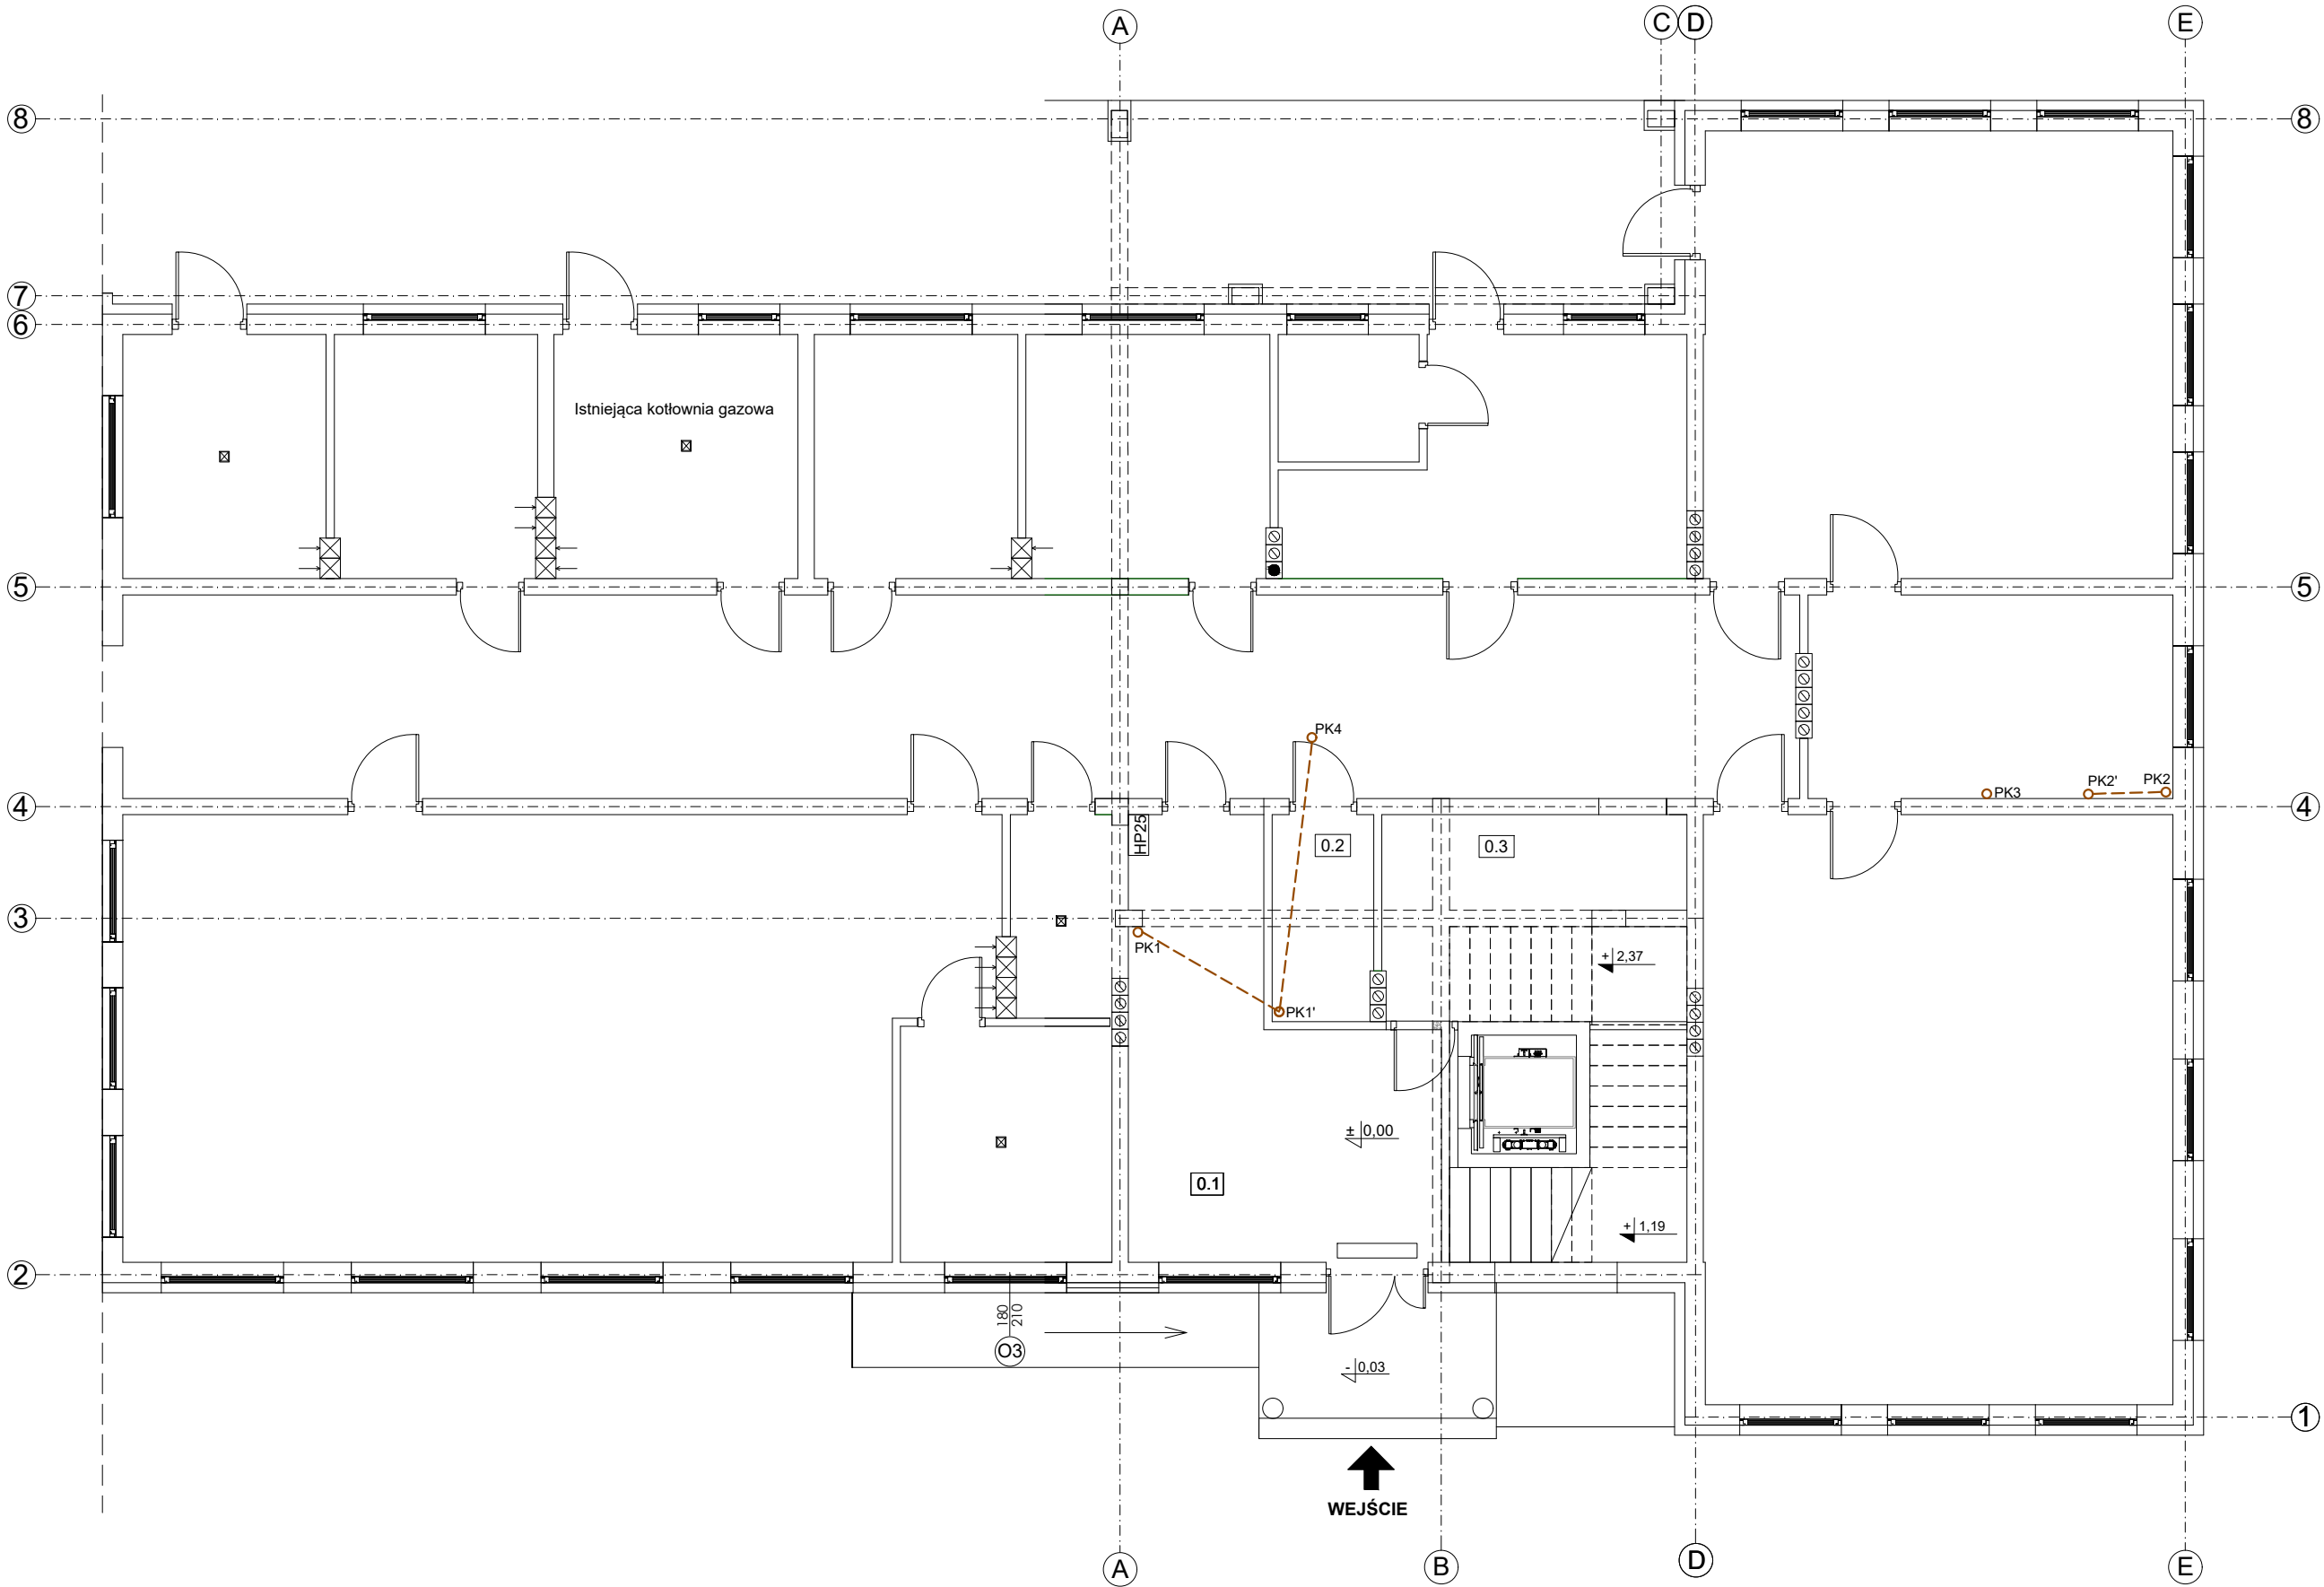 A
C
D
E
8
8
7
6
Istniejąca kotłownia gazowa
5
5
PK4
PK2'
PK2
PK3
4
4
HP25
0.2
0.3
3
PK1
+ 2,37
PK1'
± 0,00
0.1
+ 1,19
2
180
210
O3
- 0,03
1
WEJŚCIE
A
B
D
E